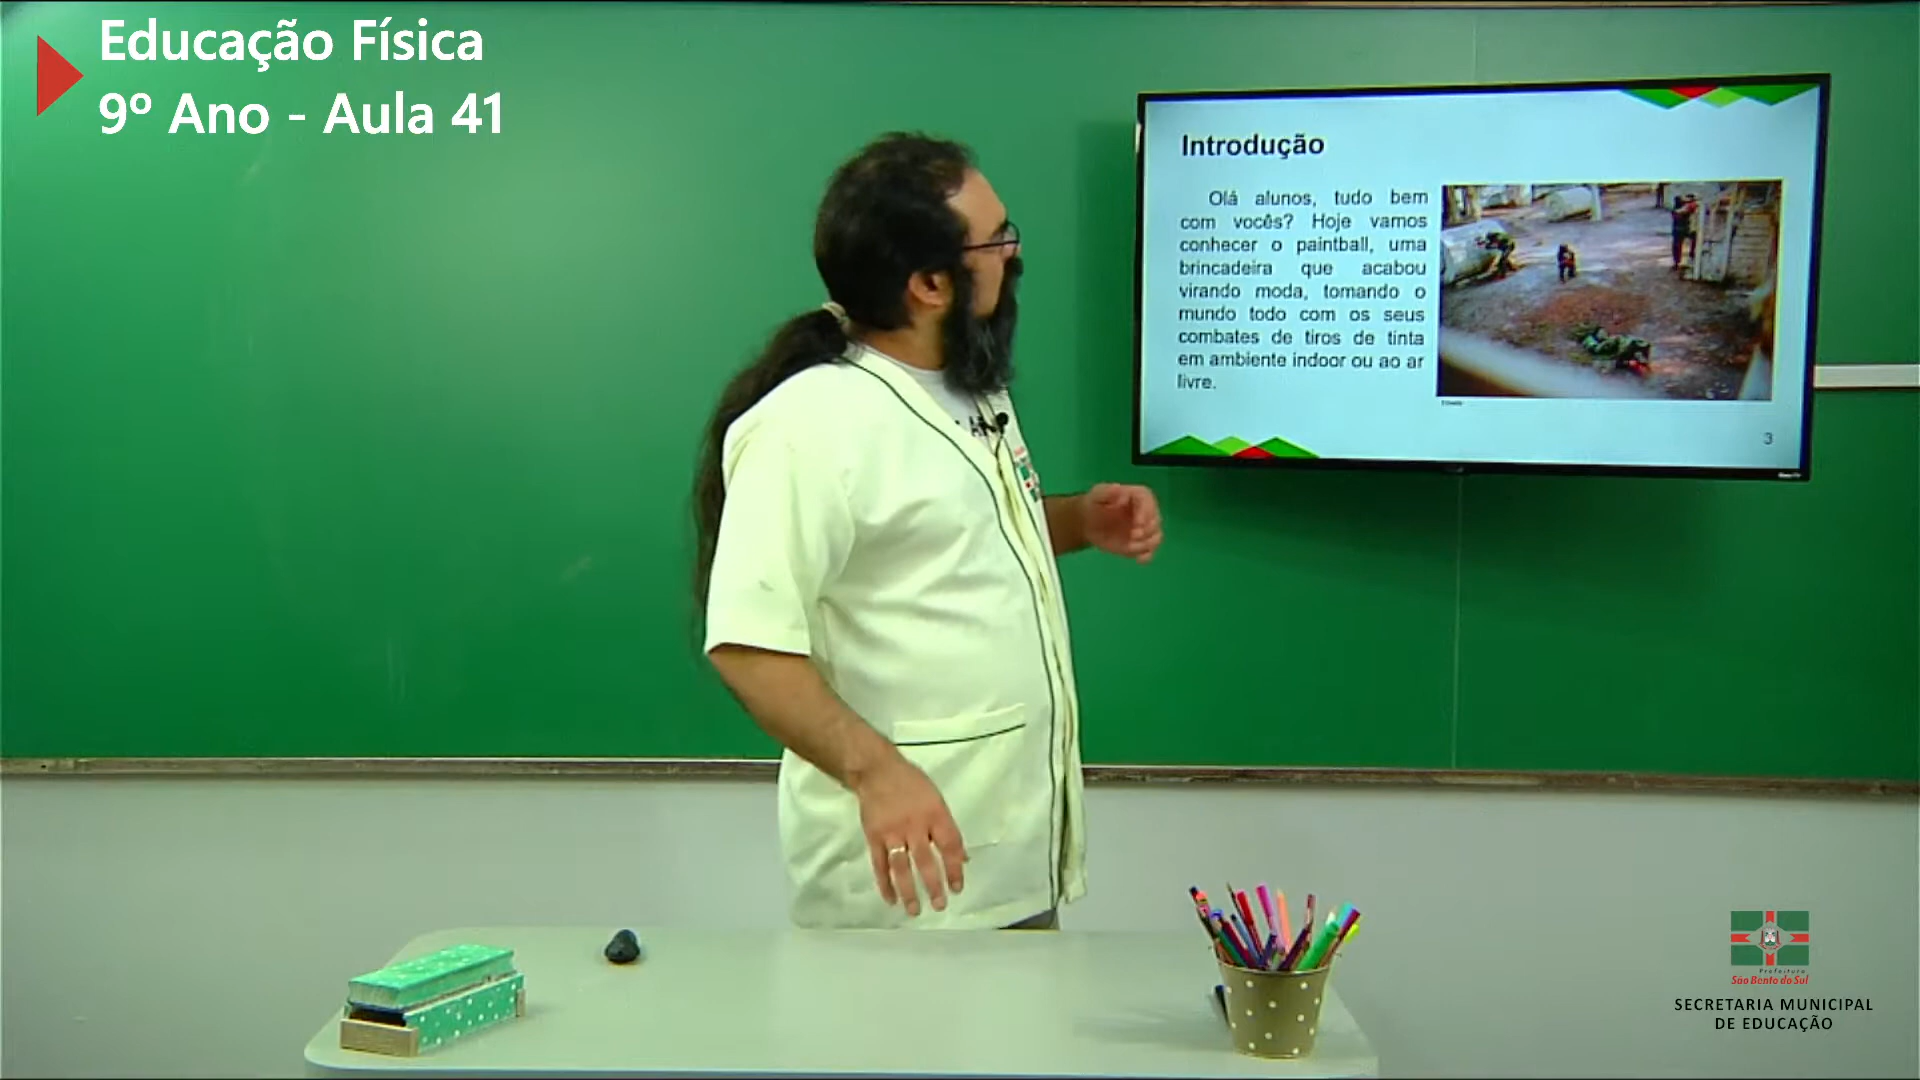 Educação Física
9º Ano - Aula 41
Introdução
Olá alunos, tudo bem
com vocês? Hoje vamos
conhecer o paintball, uma
brincadeira que acabou
virando moda, tomando o
mundo todo com os seus
combates de tiros de tinta
em ambiente indoor ou ao ar
livre.
3
Prefeitura
São Bento do Sul
SECRETARIA MUNICIPAL
DE EDUCAÇÃO